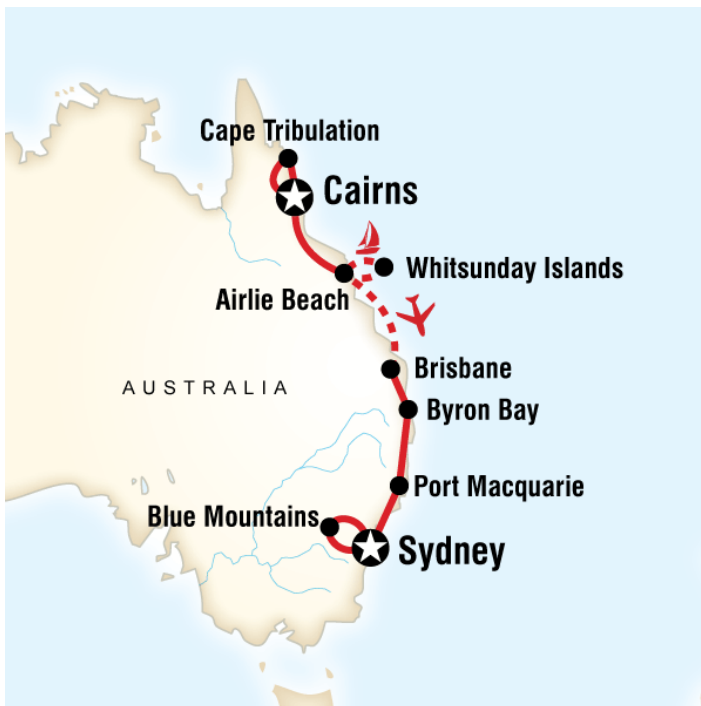 Cape Tribulation
Cairns
Whitsunday Islands
Airlie Beach
Brisbane
AUSTRALIA
Byron Bay
Port Macquarie
Blue Mountains
Sydney